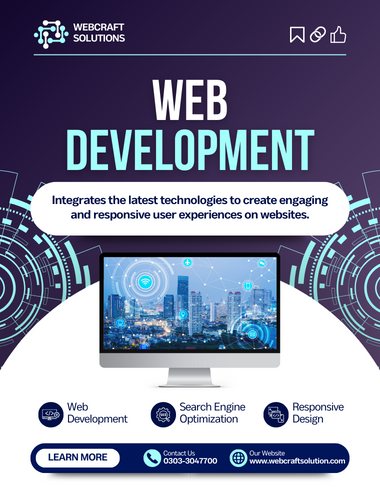 WEBCRAFT
SOLUTIONS
WEB
DEVELOPMENT
Integrates the latest technologies to create engaging
and responsive user experiences on websites.
Web
Development
Search Engine
Optimization
Responsive
Design
LEARN MORE
Contact Us
0303-3047700
Our Website
www.webcraftsolution.com